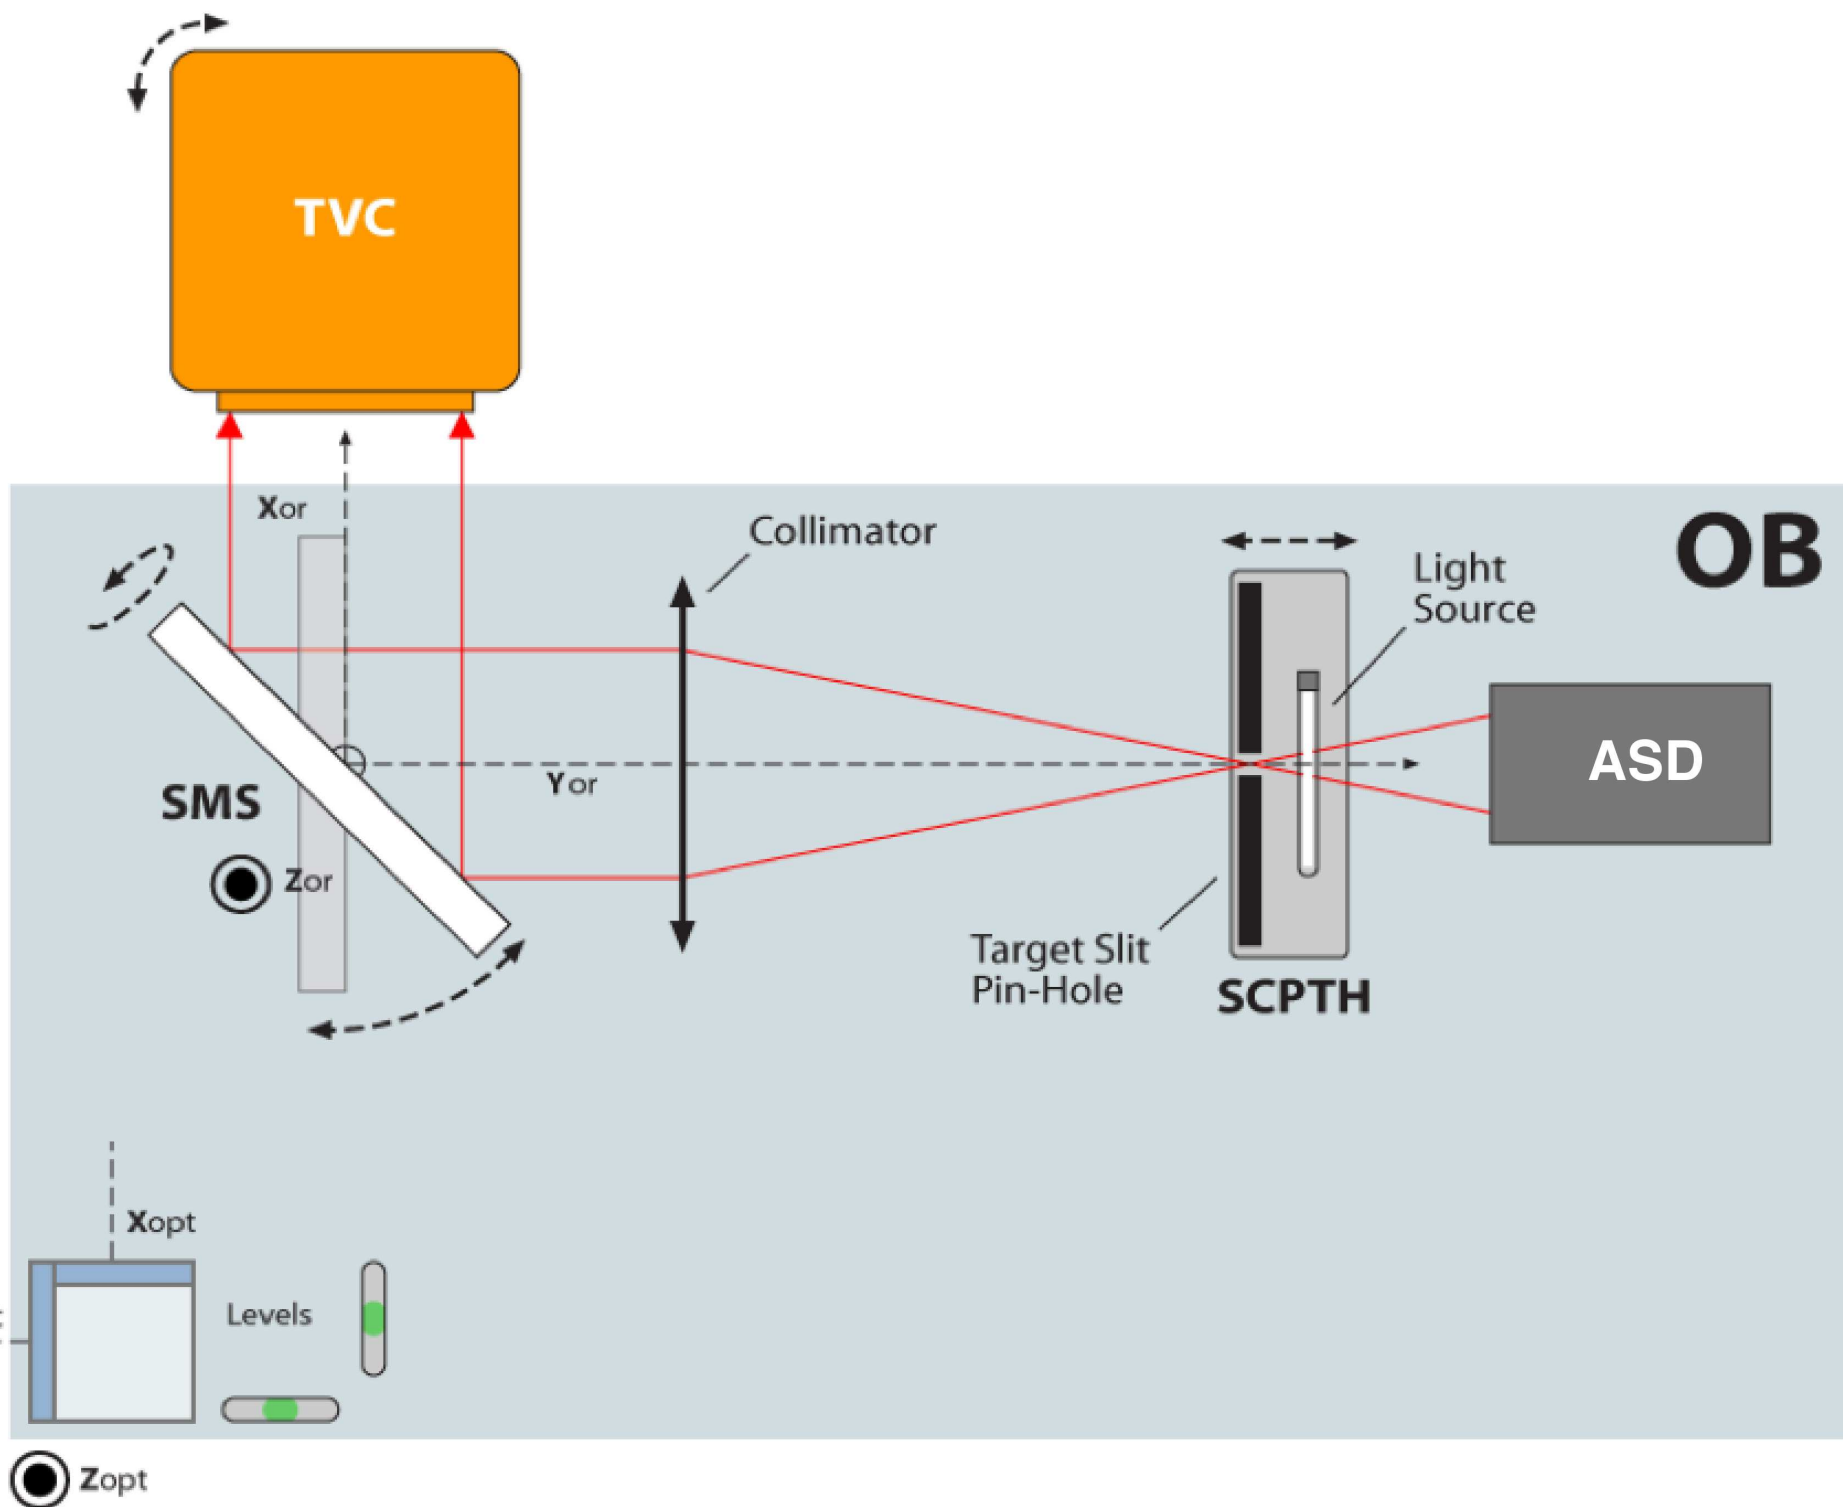 TVC
Xor
Collimator
OB
Light
Source
ASD
Yor
SMS
Zor
Target Slit
Pin-Hole
SCPTH
Xopt
Levels
Zopt